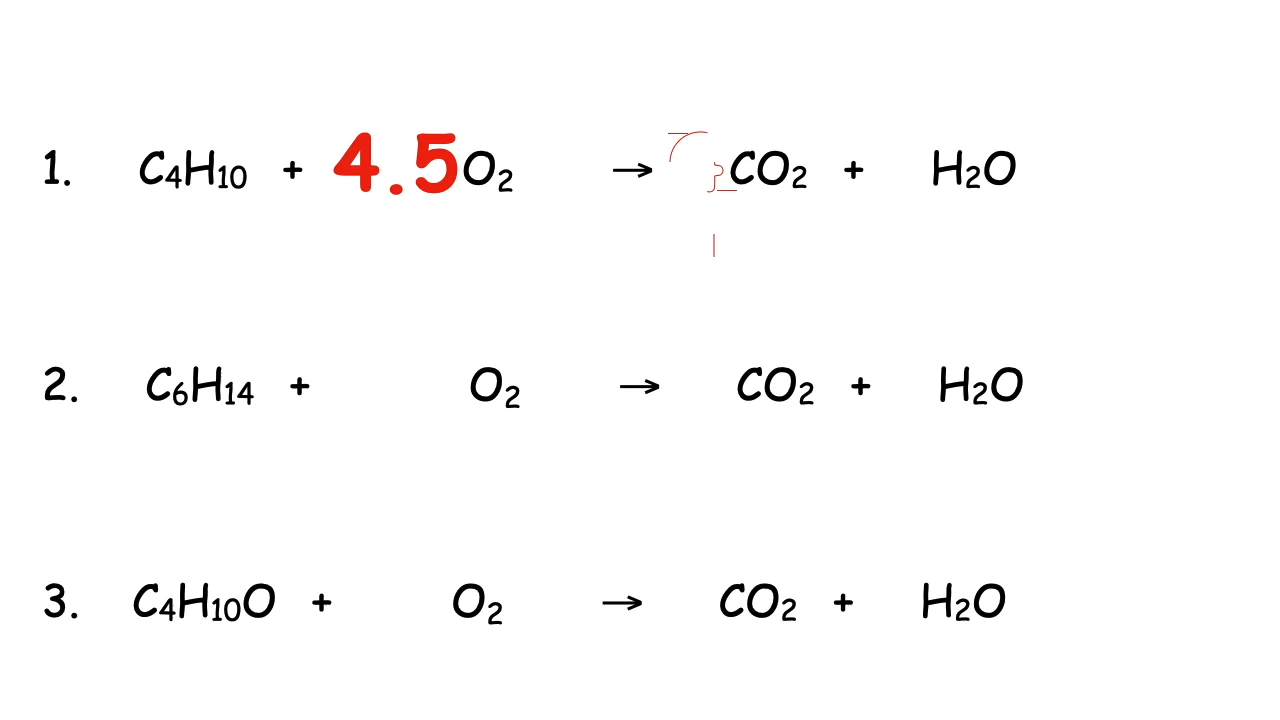 1. C₄H₁₀ + 4.5O₂ → CO₂ + H₂O
2. C₆H₁₄ + O₂ → CO₂ + H₂O
3. C₄H₁₀O + O₂ → CO₂ + H₂O